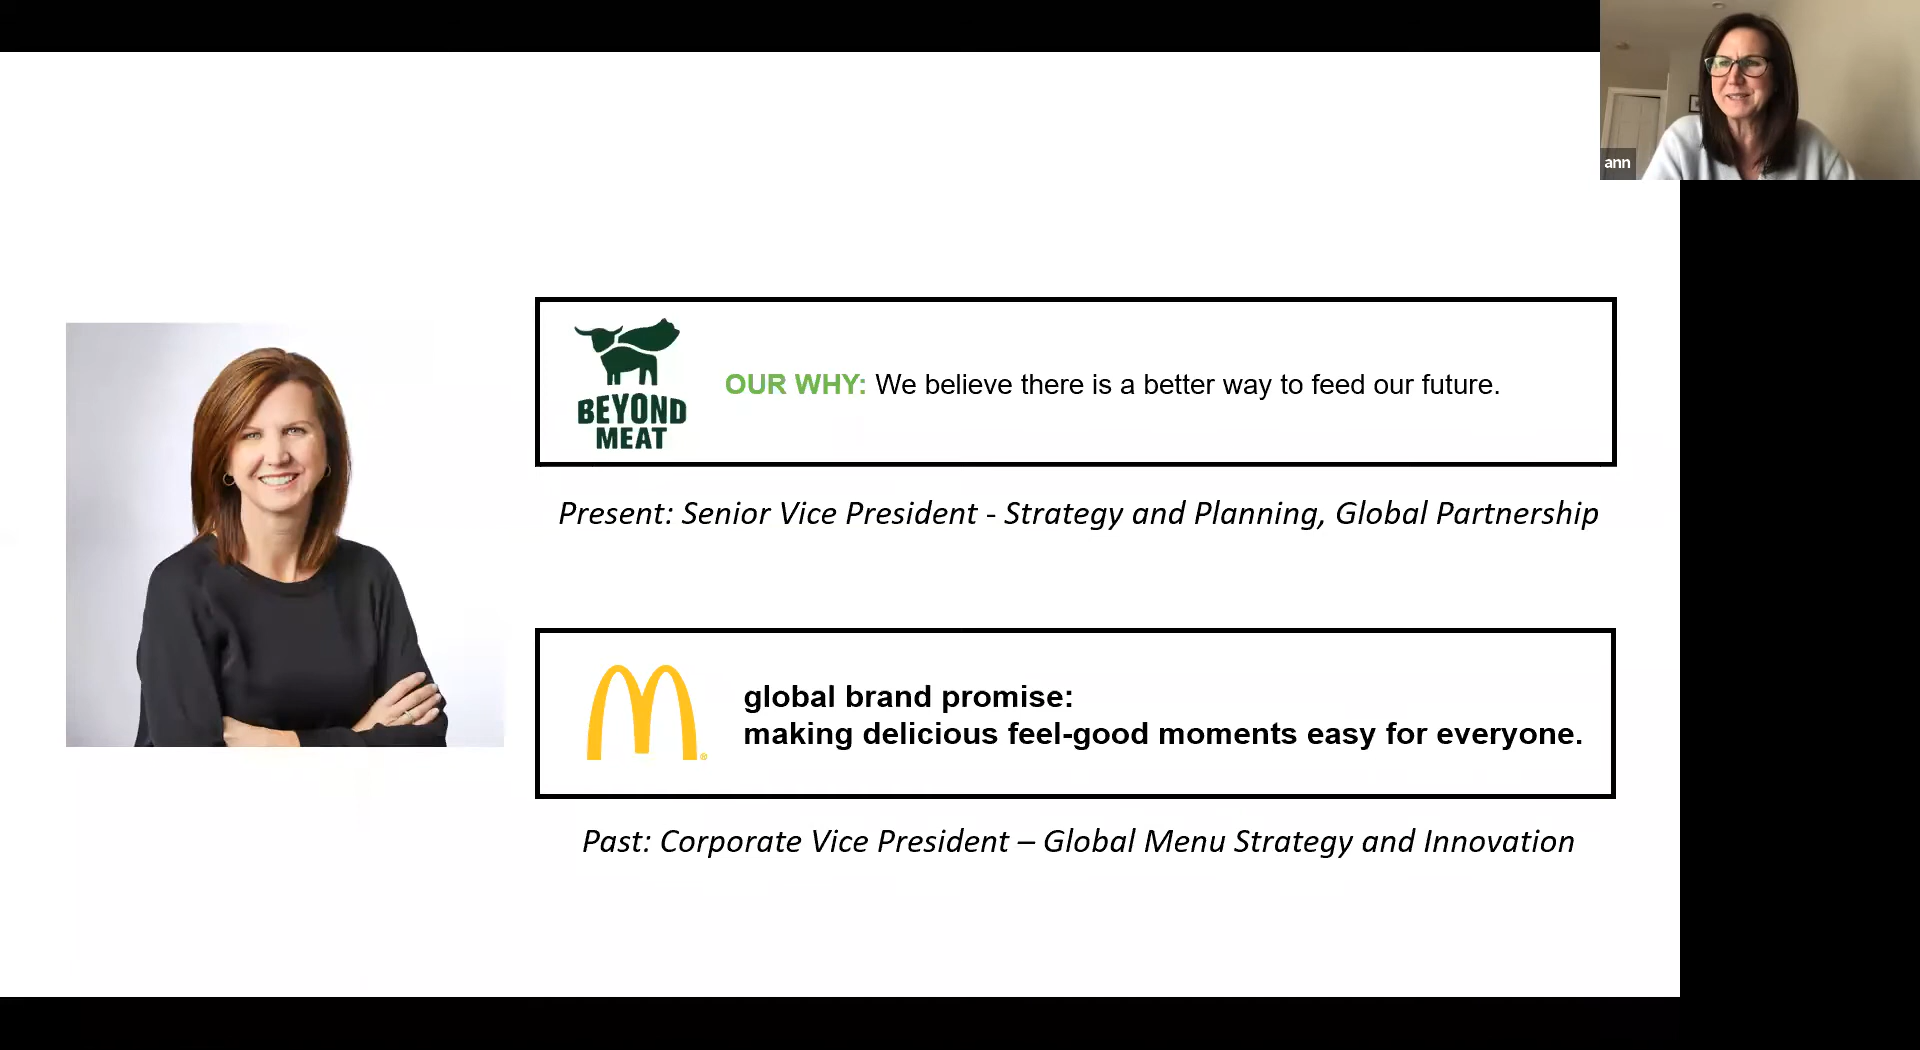 ann
BEYOND
MEAT
OUR WHY: We believe there is a better way to feed our future.
Present: Senior Vice President - Strategy and Planning, Global Partnership
®
global brand promise:
making delicious feel-good moments easy for everyone.
Past: Corporate Vice President – Global Menu Strategy and Innovation